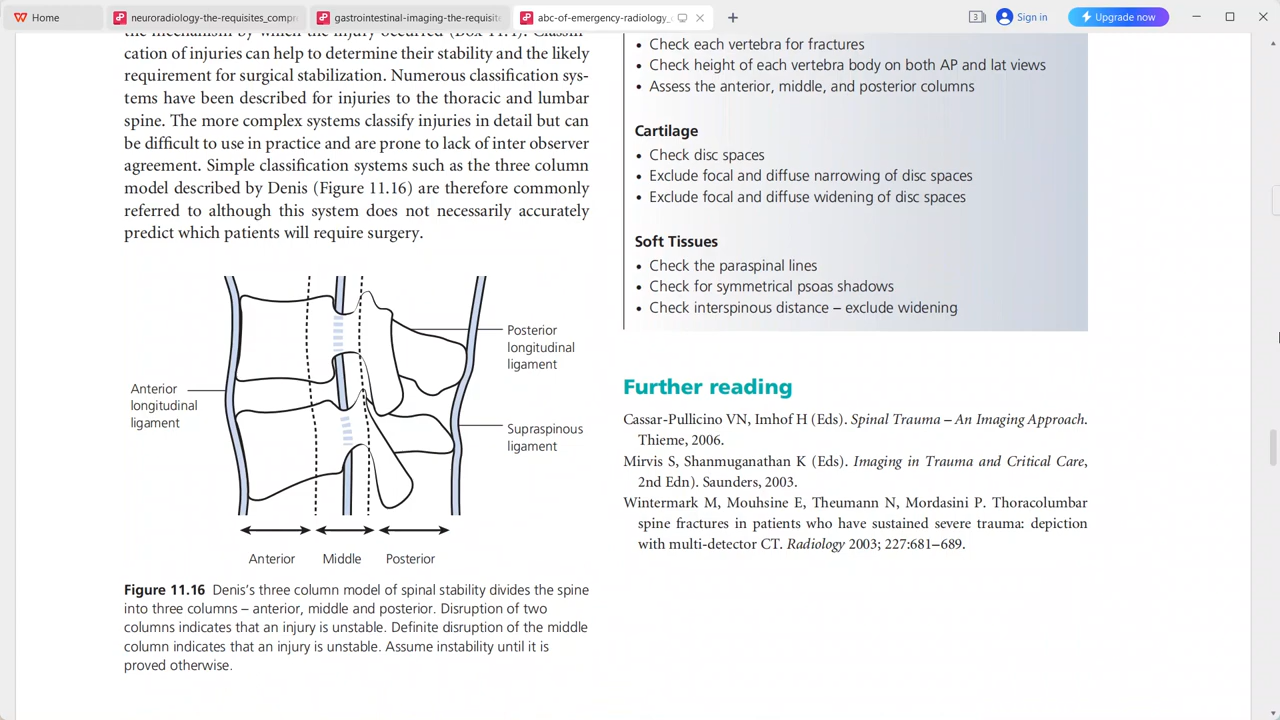 Home
neuroradiology-the-requisites_compr
gastrointestinal-imaging-the-requisite
abc-of-emergency-radiology_
3
Sign in
Upgrade now
the mechanism by which the injury occurred (Box 11.1). Classifi-
cation of injuries can help to determine their stability and the likely
requirement for surgical stabilization. Numerous classification sys-
tems have been described for injuries to the thoracic and lumbar
spine. The more complex systems classify injuries in detail but can
be difficult to use in practice and are prone to lack of inter observer
agreement. Simple classification systems such as the three column
model described by Denis (Figure 11.16) are therefore commonly
referred to although this system does not necessarily accurately
predict which patients will require surgery.
Anterior
longitudinal
ligament
Posterior
longitudinal
ligament
Supraspinous
ligament
Anterior Middle Posterior
Figure 11.16 Denis's three column model of spinal stability divides the spine
into three columns – anterior, middle and posterior. Disruption of two
columns indicates that an injury is unstable. Definite disruption of the middle
column indicates that an injury is unstable. Assume instability until it is
proved otherwise.
• Check each vertebra for fractures
• Check height of each vertebra body on both AP and lat views
• Assess the anterior, middle, and posterior columns
Cartilage
• Check disc spaces
• Exclude focal and diffuse narrowing of disc spaces
• Exclude focal and diffuse widening of disc spaces
Soft Tissues
• Check the paraspinal lines
• Check for symmetrical psoas shadows
• Check interspinous distance – exclude widening
Further reading
Cassar-Pullicino VN, Imhof H (Eds). Spinal Trauma – An Imaging Approach.
Thieme, 2006.
Mirvis S, Shanmuganathan K (Eds). Imaging in Trauma and Critical Care,
2nd Edn). Saunders, 2003.
Wintermark M, Mouhsine E, Theumann N, Mordasini P. Thoracolumbar
spine fractures in patients who have sustained severe trauma: depiction
with multi-detector CT. Radiology 2003; 227:681–689.